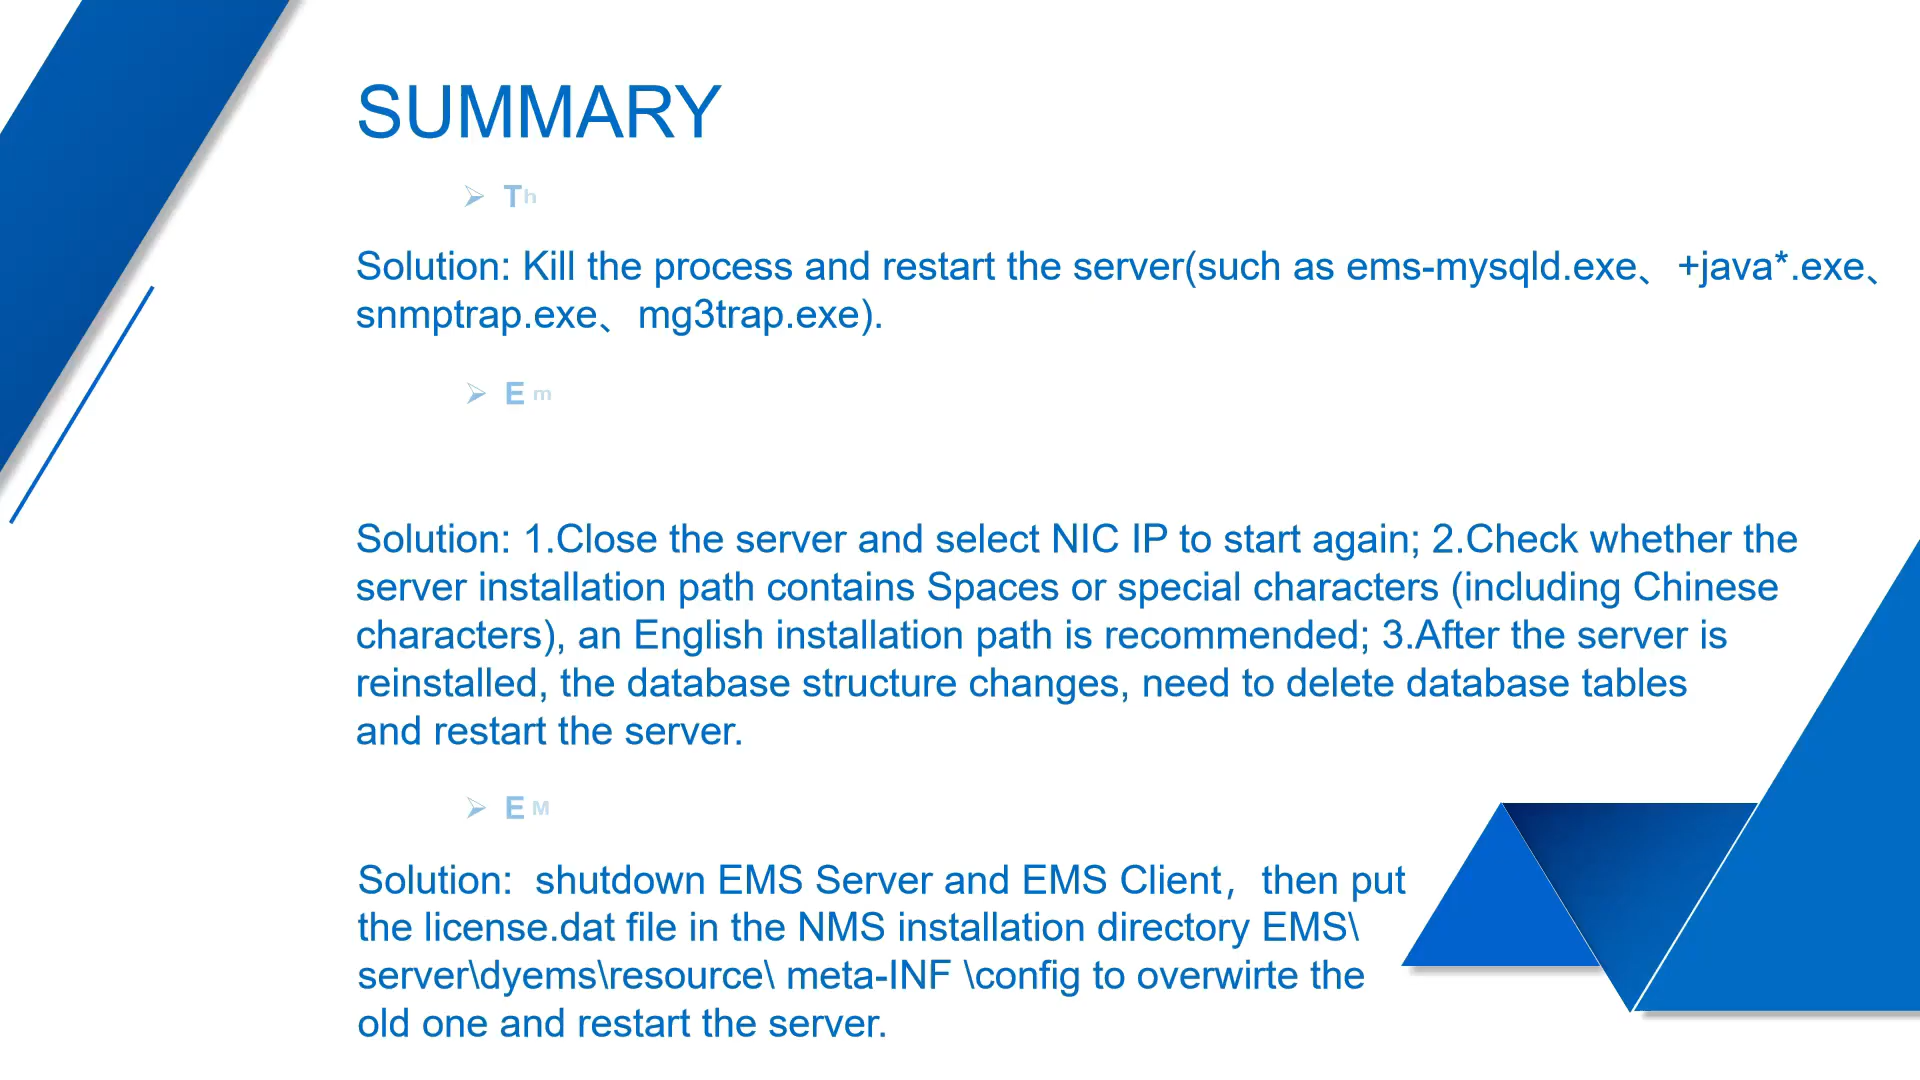 SUMMARY
➢ Th
Solution: Kill the process and restart the server(such as ems-mysqld.exe、+java*.exe、
snmptrap.exe、mg3trap.exe).
➢ E m
Solution: 1.Close the server and select NIC IP to start again; 2.Check whether the
server installation path contains Spaces or special characters (including Chinese
characters), an English installation path is recommended; 3.After the server is
reinstalled, the database structure changes, need to delete database tables
and restart the server.
➢ E M
Solution:  shutdown EMS Server and EMS Client，then put
the license.dat file in the NMS installation directory EMS\
server\dyems\resource\ meta-INF \config to overwirte the
old one and restart the server.